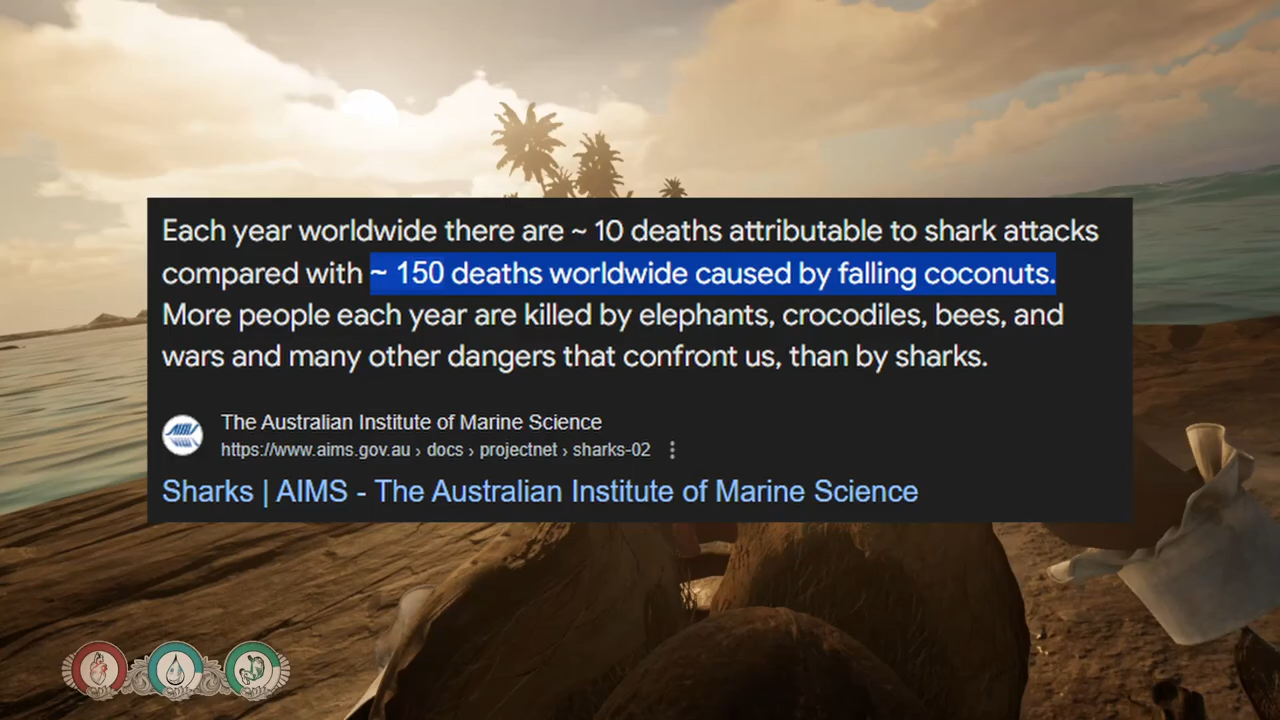 Each year worldwide there are ~ 10 deaths attributable to shark attacks
compared with ~ 150 deaths worldwide caused by falling coconuts.
More people each year are killed by elephants, crocodiles, bees, and
wars and many other dangers that confront us, than by sharks.
AIMS
The Australian Institute of Marine Science
https://www.aims.gov.au › docs › projectnet › sharks-02
Sharks | AIMS - The Australian Institute of Marine Science